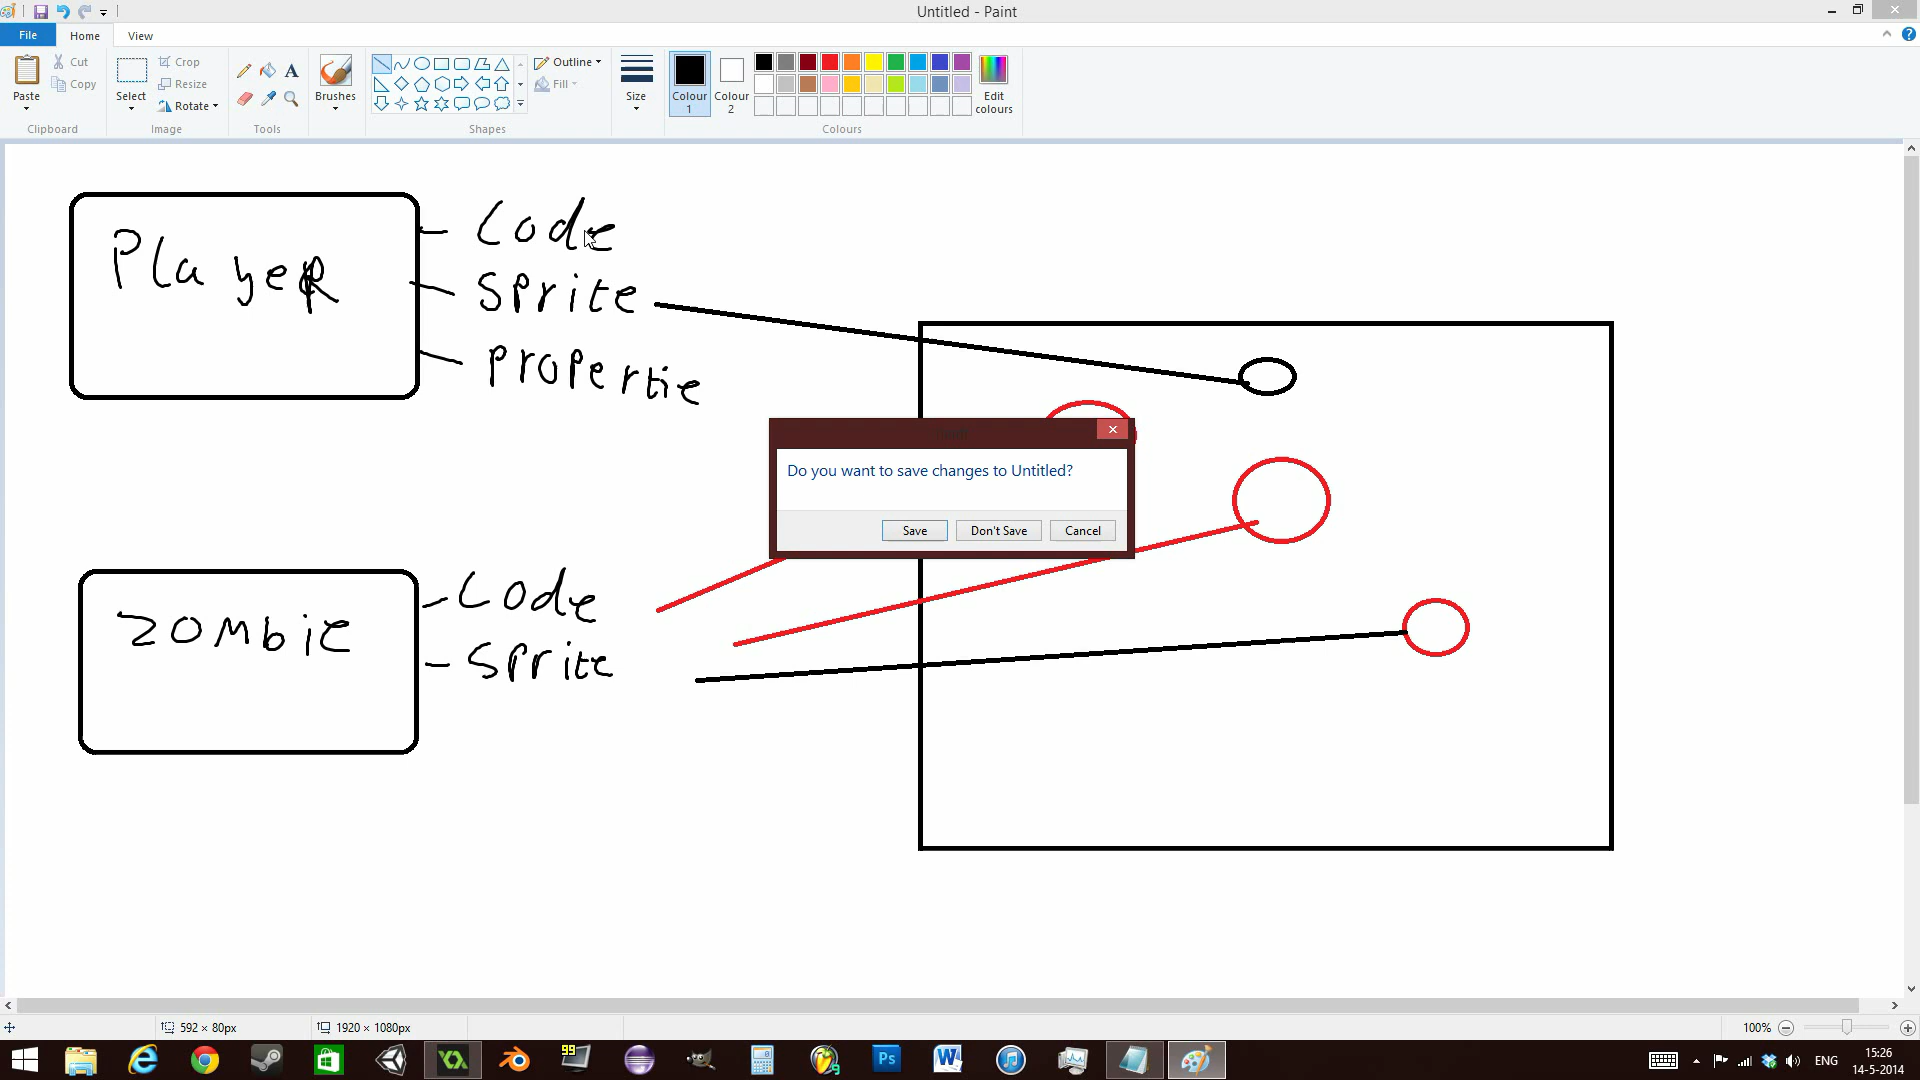 Untitled - Paint
File
Home
View
Paste
Cut
Copy
Clipboard
Select
Crop
Resize
Rotate
Image
Tools
Brushes
Shapes
Outline
Fill
Size
Colour 1
Colour 2
Edit colours
Colours
Player
Code
Sprite
Propertie
Do you want to save changes to Untitled?
Save
Don't Save
Cancel
Zombie
Code
Sprite
592 × 80px
1920 × 1080px
100%
99
Ps
ENG
15:26
14-5-2014